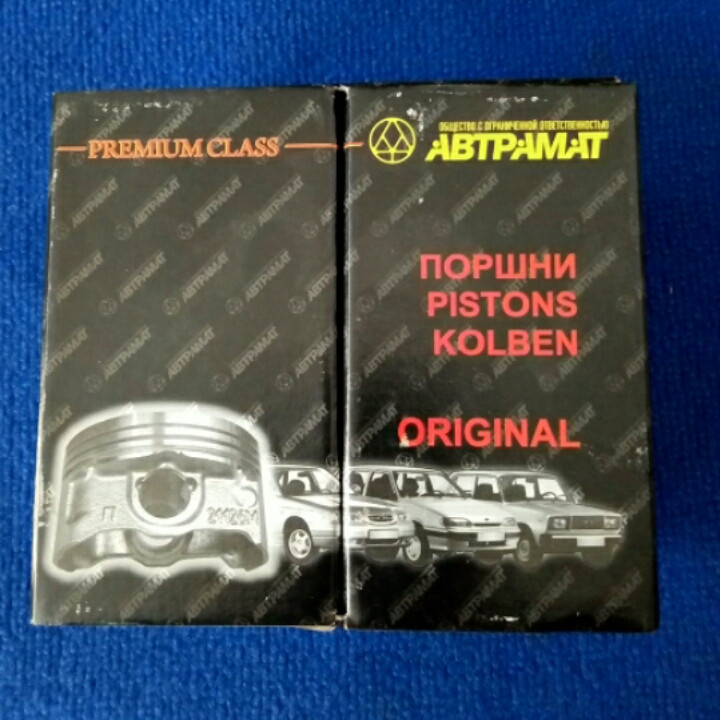 PREMIUM CLASS
ОБЩЕСТВО С ОГРАНИЧЕННОЙ ОТВЕТСТВЕННОСТЬЮ
АВТРАМАТ
ПОРШНИ
PISTONS
KOLBEN
ORIGINAL
П